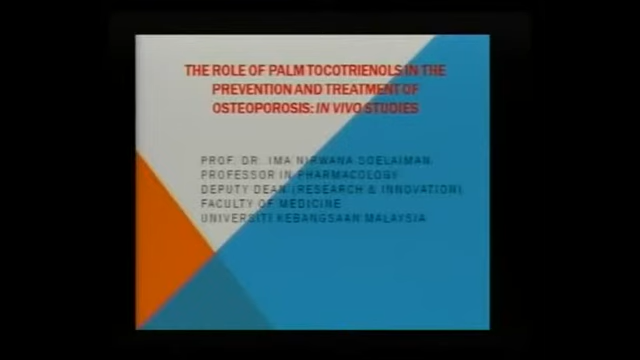 THE ROLE OF PALM TOCOTRIENOLS IN THE
PREVENTION AND TREATMENT OF
OSTEOPOROSIS: IN VIVO STUDIES
PROF. DR. IMA NIRWANA SOELAIMAN
PROFESSOR IN PHARMACOLOGY
DEPUTY DEAN (RESEARCH & INNOVATION)
FACULTY OF MEDICINE
UNIVERSITI KEBANGSAAN MALAYSIA